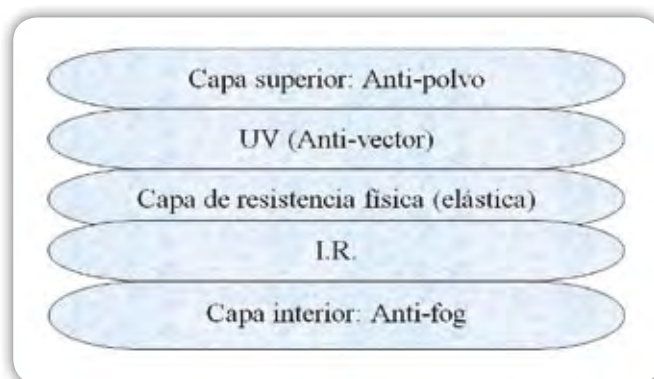 Capa superior: Anti-polvo
UV (Anti-vector)
Capa de resistencia física (elástica)
I.R.
Capa interior: Anti-fog